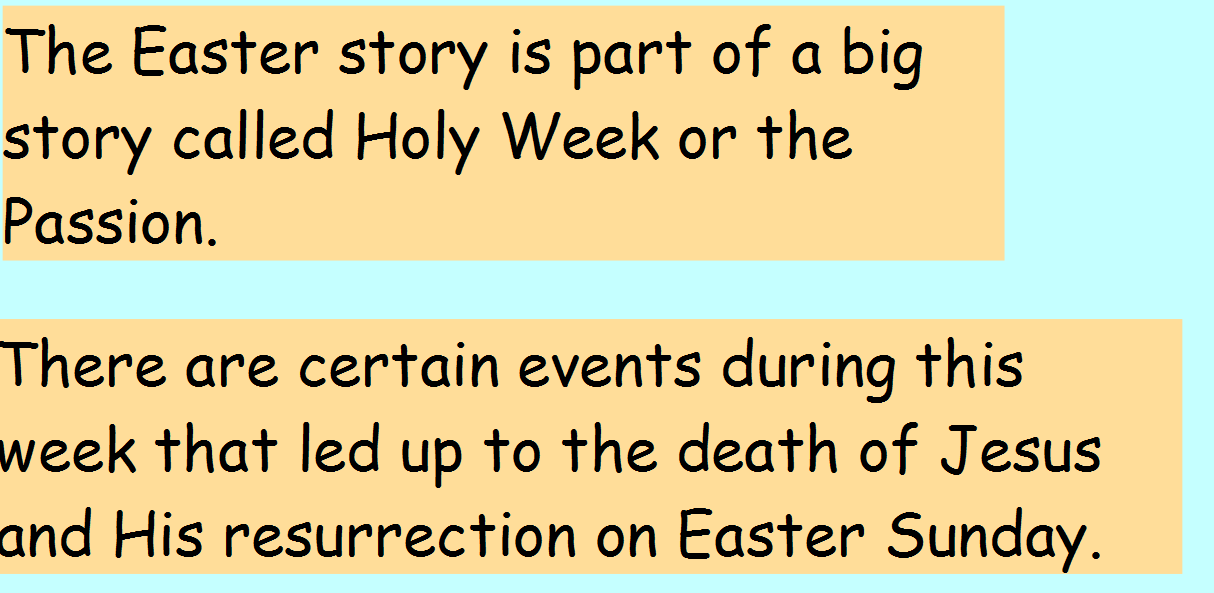 The Easter story is part of a big
story called Holy Week or the
Passion.
There are certain events during this
week that led up to the death of Jesus
and His resurrection on Easter Sunday.